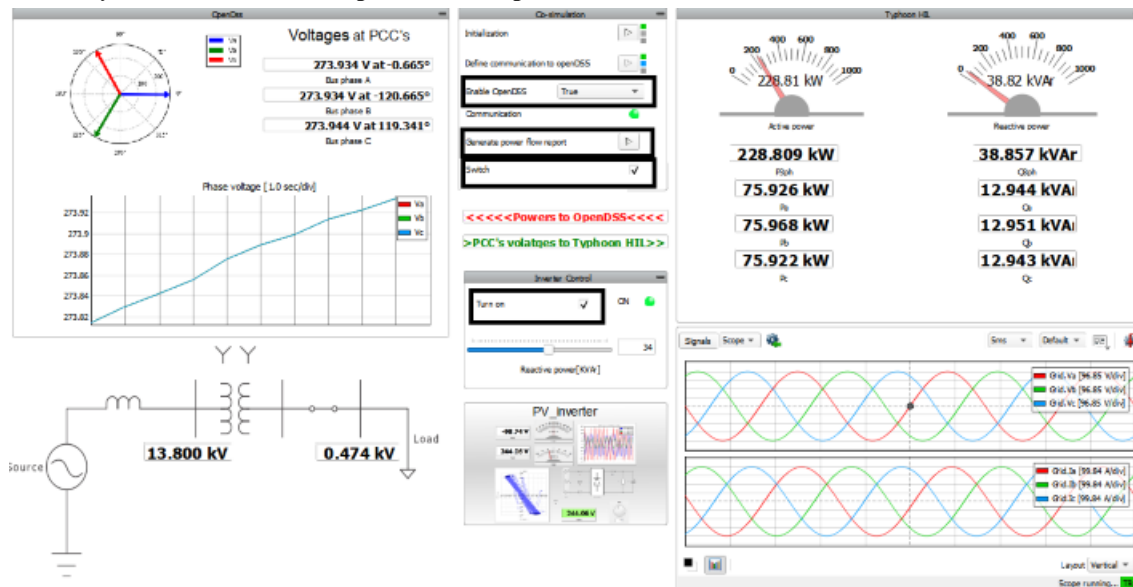 OpenDss
Voltages at PCC's
Va
Vb
Vc
273.934 V at -0.665°
Bus phase A
273.934 V at -120.665°
Bus phase B
273.944 V at 119.341°
Bus phase C
Phase voltage [ 1.0 sec/div]
273.92
273.9
273.88
273.86
273.84
273.82
Va
Vb
Vc
Source
13.800 kV
0.474 kV
Load
Co-simulation
Initialization
Define communication to openDSS
Enable OpenDSS True
Communication
Generate power flow report
Switch
<<<<<Powers to OpenDSS<<<<
>PCC's volatges to Typhoon HIL>>
Inverter Control
Turn on ON
34
Reactive power[KVAr]
PV_inverter
Typhoon HIL
0 200 400 600 800 1000
228.81 kW
Active power
0 200 400 600 800 1000
38.82 kVAr
Reactive power
228.809 kW
P3ph
75.926 kW
Pa
75.968 kW
Pb
75.922 kW
Pc
38.857 kVAr
Q3ph
12.944 kVAr
Qa
12.951 kVAr
Qb
12.943 kVAr
Qc
Signals Scope 5ms Default
Grid.Va [96.85 V/div]
Grid.Vb [96.85 V/div]
Grid.Vc [96.85 V/div]
Grid.Ia [99.84 A/div]
Grid.Ib [99.84 A/div]
Grid.Ic [99.84 A/div]
Layout Vertical
Scope running...